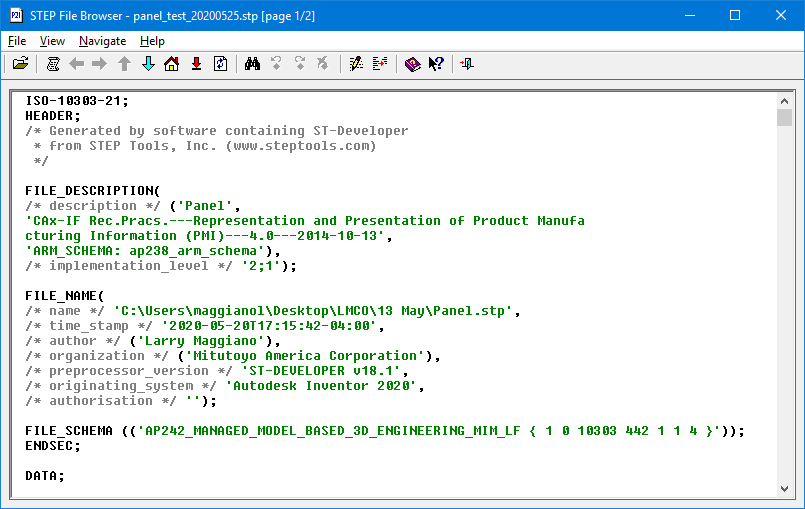 STEP File Browser - panel_test_20200525.stp [page 1/2]
File View Navigate Help
ISO-10303-21;
HEADER;
/* Generated by software containing ST-Developer
 * from STEP Tools, Inc. (www.steptools.com)
 */
FILE_DESCRIPTION(
/* description */ ('Panel',
'CAx-IF Rec.Pracs.---Representation and Presentation of Product Manufa
cturing Information (PMI)---4.0---2014-10-13',
'ARM_SCHEMA: ap238_arm_schema'),
/* implementation_level */ '2;1');
FILE_NAME(
/* name */ 'C:\Users\maggianol\Desktop\LMCO\13 May\Panel.stp',
/* time_stamp */ '2020-05-20T17:15:42-04:00',
/* author */ ('Larry Maggiano'),
/* organization */ ('Mitutoyo America Corporation'),
/* preprocessor_version */ 'ST-DEVELOPER v18.1',
/* originating_system */ 'Autodesk Inventor 2020',
/* authorisation */ '');
FILE_SCHEMA (('AP242_MANAGED_MODEL_BASED_3D_ENGINEERING_MIM_LF { 1 0 10303 442 1 1 4 }'));
ENDSEC;
DATA;